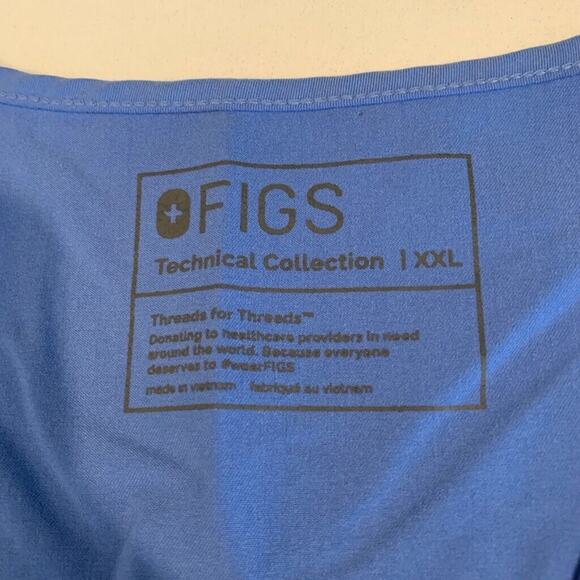 FIGS
Technical Collection | XXL
Threads for Threads™
Donating to healthcare providers in need
around the world. Because everyone
deserves to #wearFIGS
made in vietnam fabriqué au vietnam